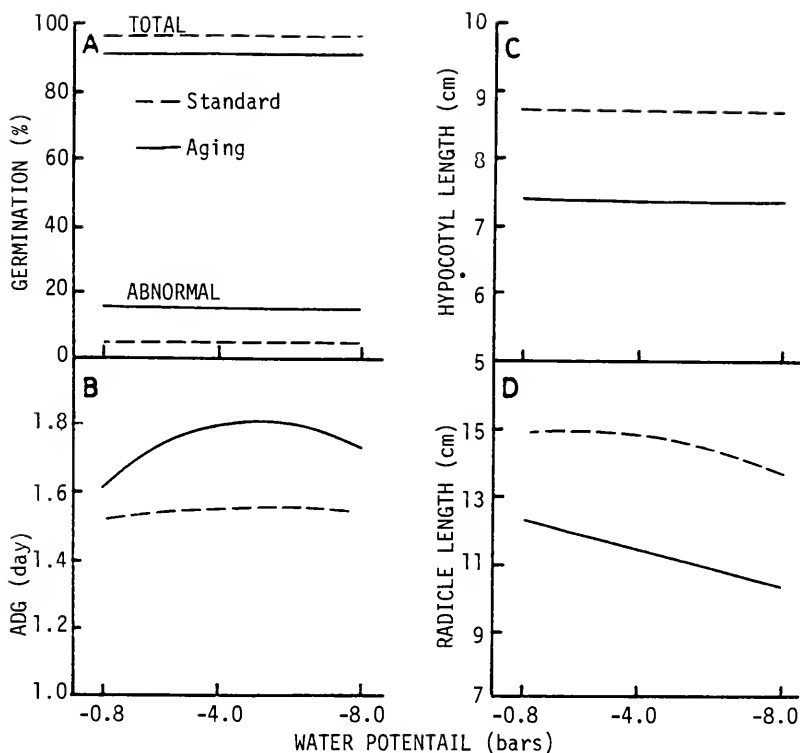 A
TOTAL
Standard
Aging
ABNORMAL
GERMINATION (%)
100
80
60
40
20
0
B
ADG (day)
1.8
1.6
1.4
1.2
1.0
-0.8
-4.0
-8.0
C
HYPOCOTYL LENGTH (cm)
10
9
8
7
6
5
D
RADICLE LENGTH (cm)
15
13
11
9
7
-0.8
-4.0
-8.0
WATER POTENTAIL (bars)